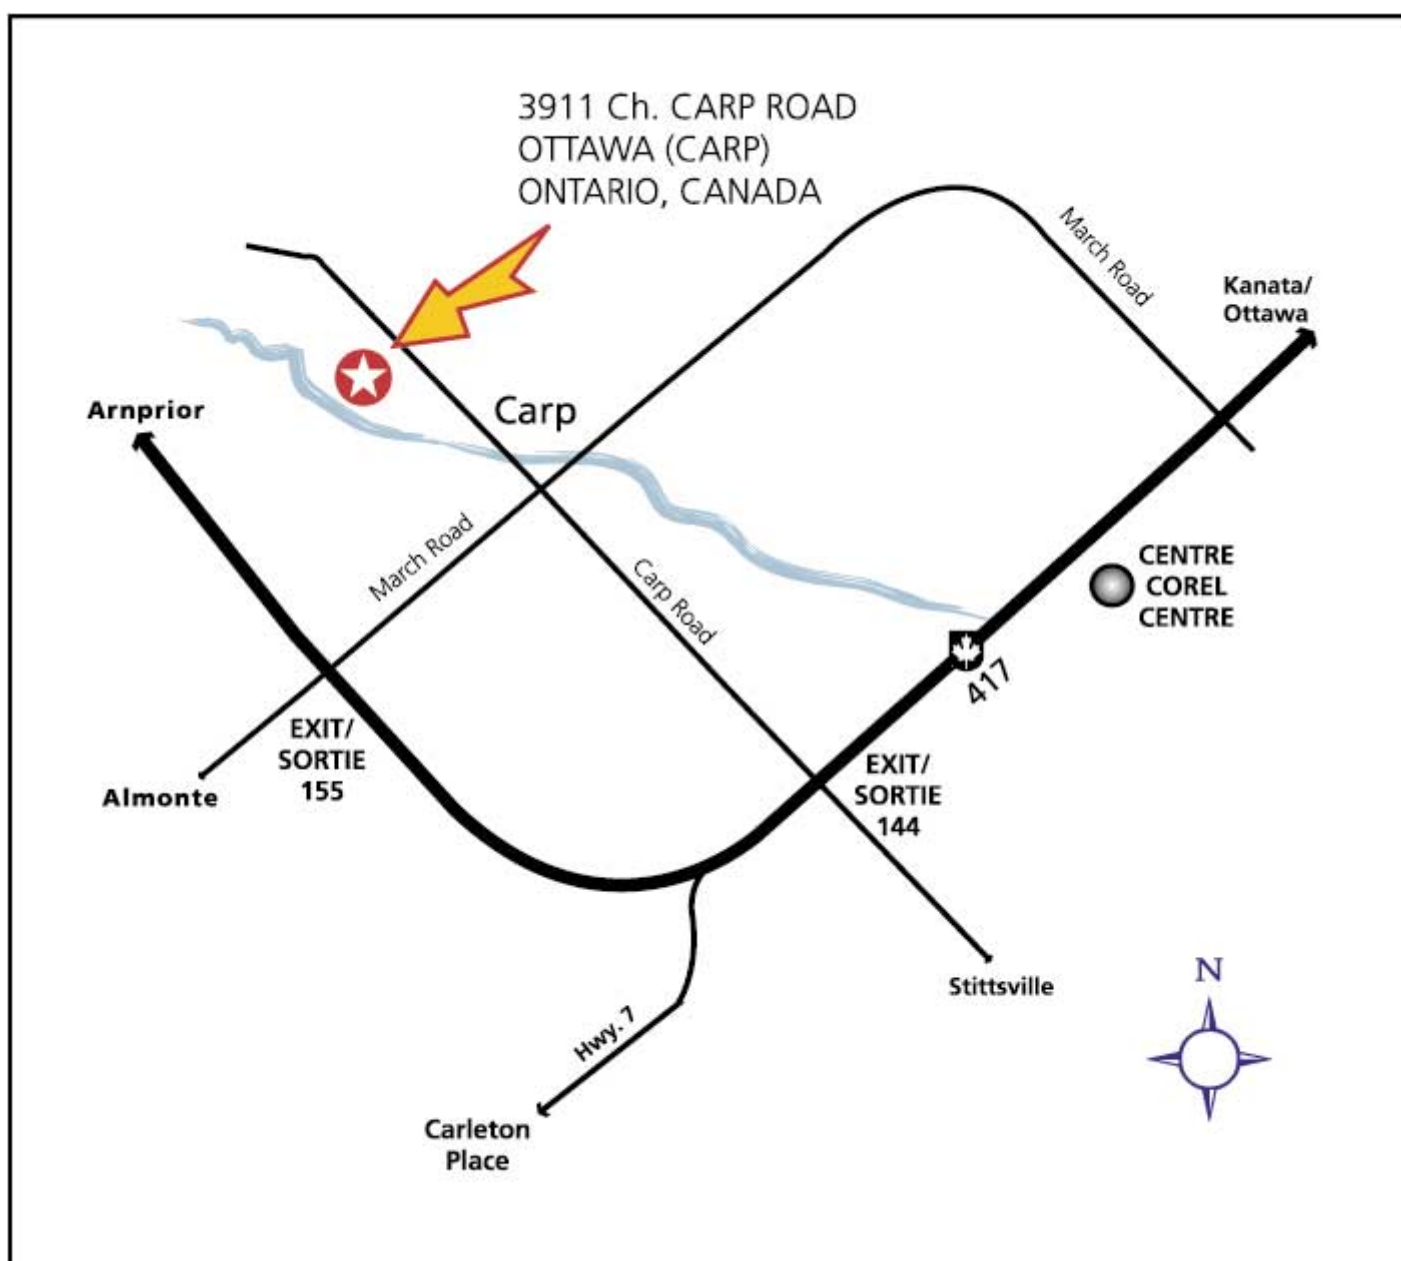 3911 Ch. CARP ROAD
OTTAWA (CARP)
ONTARIO, CANADA
March Road
Kanata/
Ottawa
Arnprior
Carp
March Road
Carp Road
CENTRE
COREL
CENTRE
417
EXIT/
SORTIE
155
EXIT/
SORTIE
144
Almonte
Stittsville
N
Hwy. 7
Carleton
Place